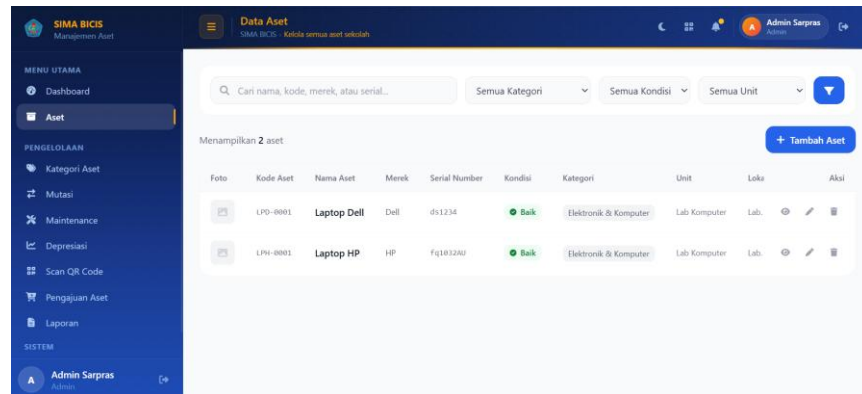 SIMA BICIS
Manajemen Aset
Data Aset
SIMA BICIS - Kelola semua aset sekolah
A
Admin Sarpras
Admin
MENU UTAMA
Dashboard
Aset
PENGELOLAAN
Kategori Aset
Mutasi
Maintenance
Depresiasi
Scan QR Code
Pengajuan Aset
Laporan
SISTEM
A
Admin Sarpras
Admin
Cari nama, kode, merek, atau serial...
Semua Kategori
Semua Kondisi
Semua Unit
Menampilkan 2 aset
+ Tambah Aset
Foto Kode Aset Nama Aset Merek Serial Number Kondisi Kategori Unit Loka Aksi
LPD-0001 Laptop Dell Dell ds1234 Baik Elektronik & Komputer Lab Komputer Lab.
LPH-0001 Laptop HP HP fq1032AU Baik Elektronik & Komputer Lab Komputer Lab.